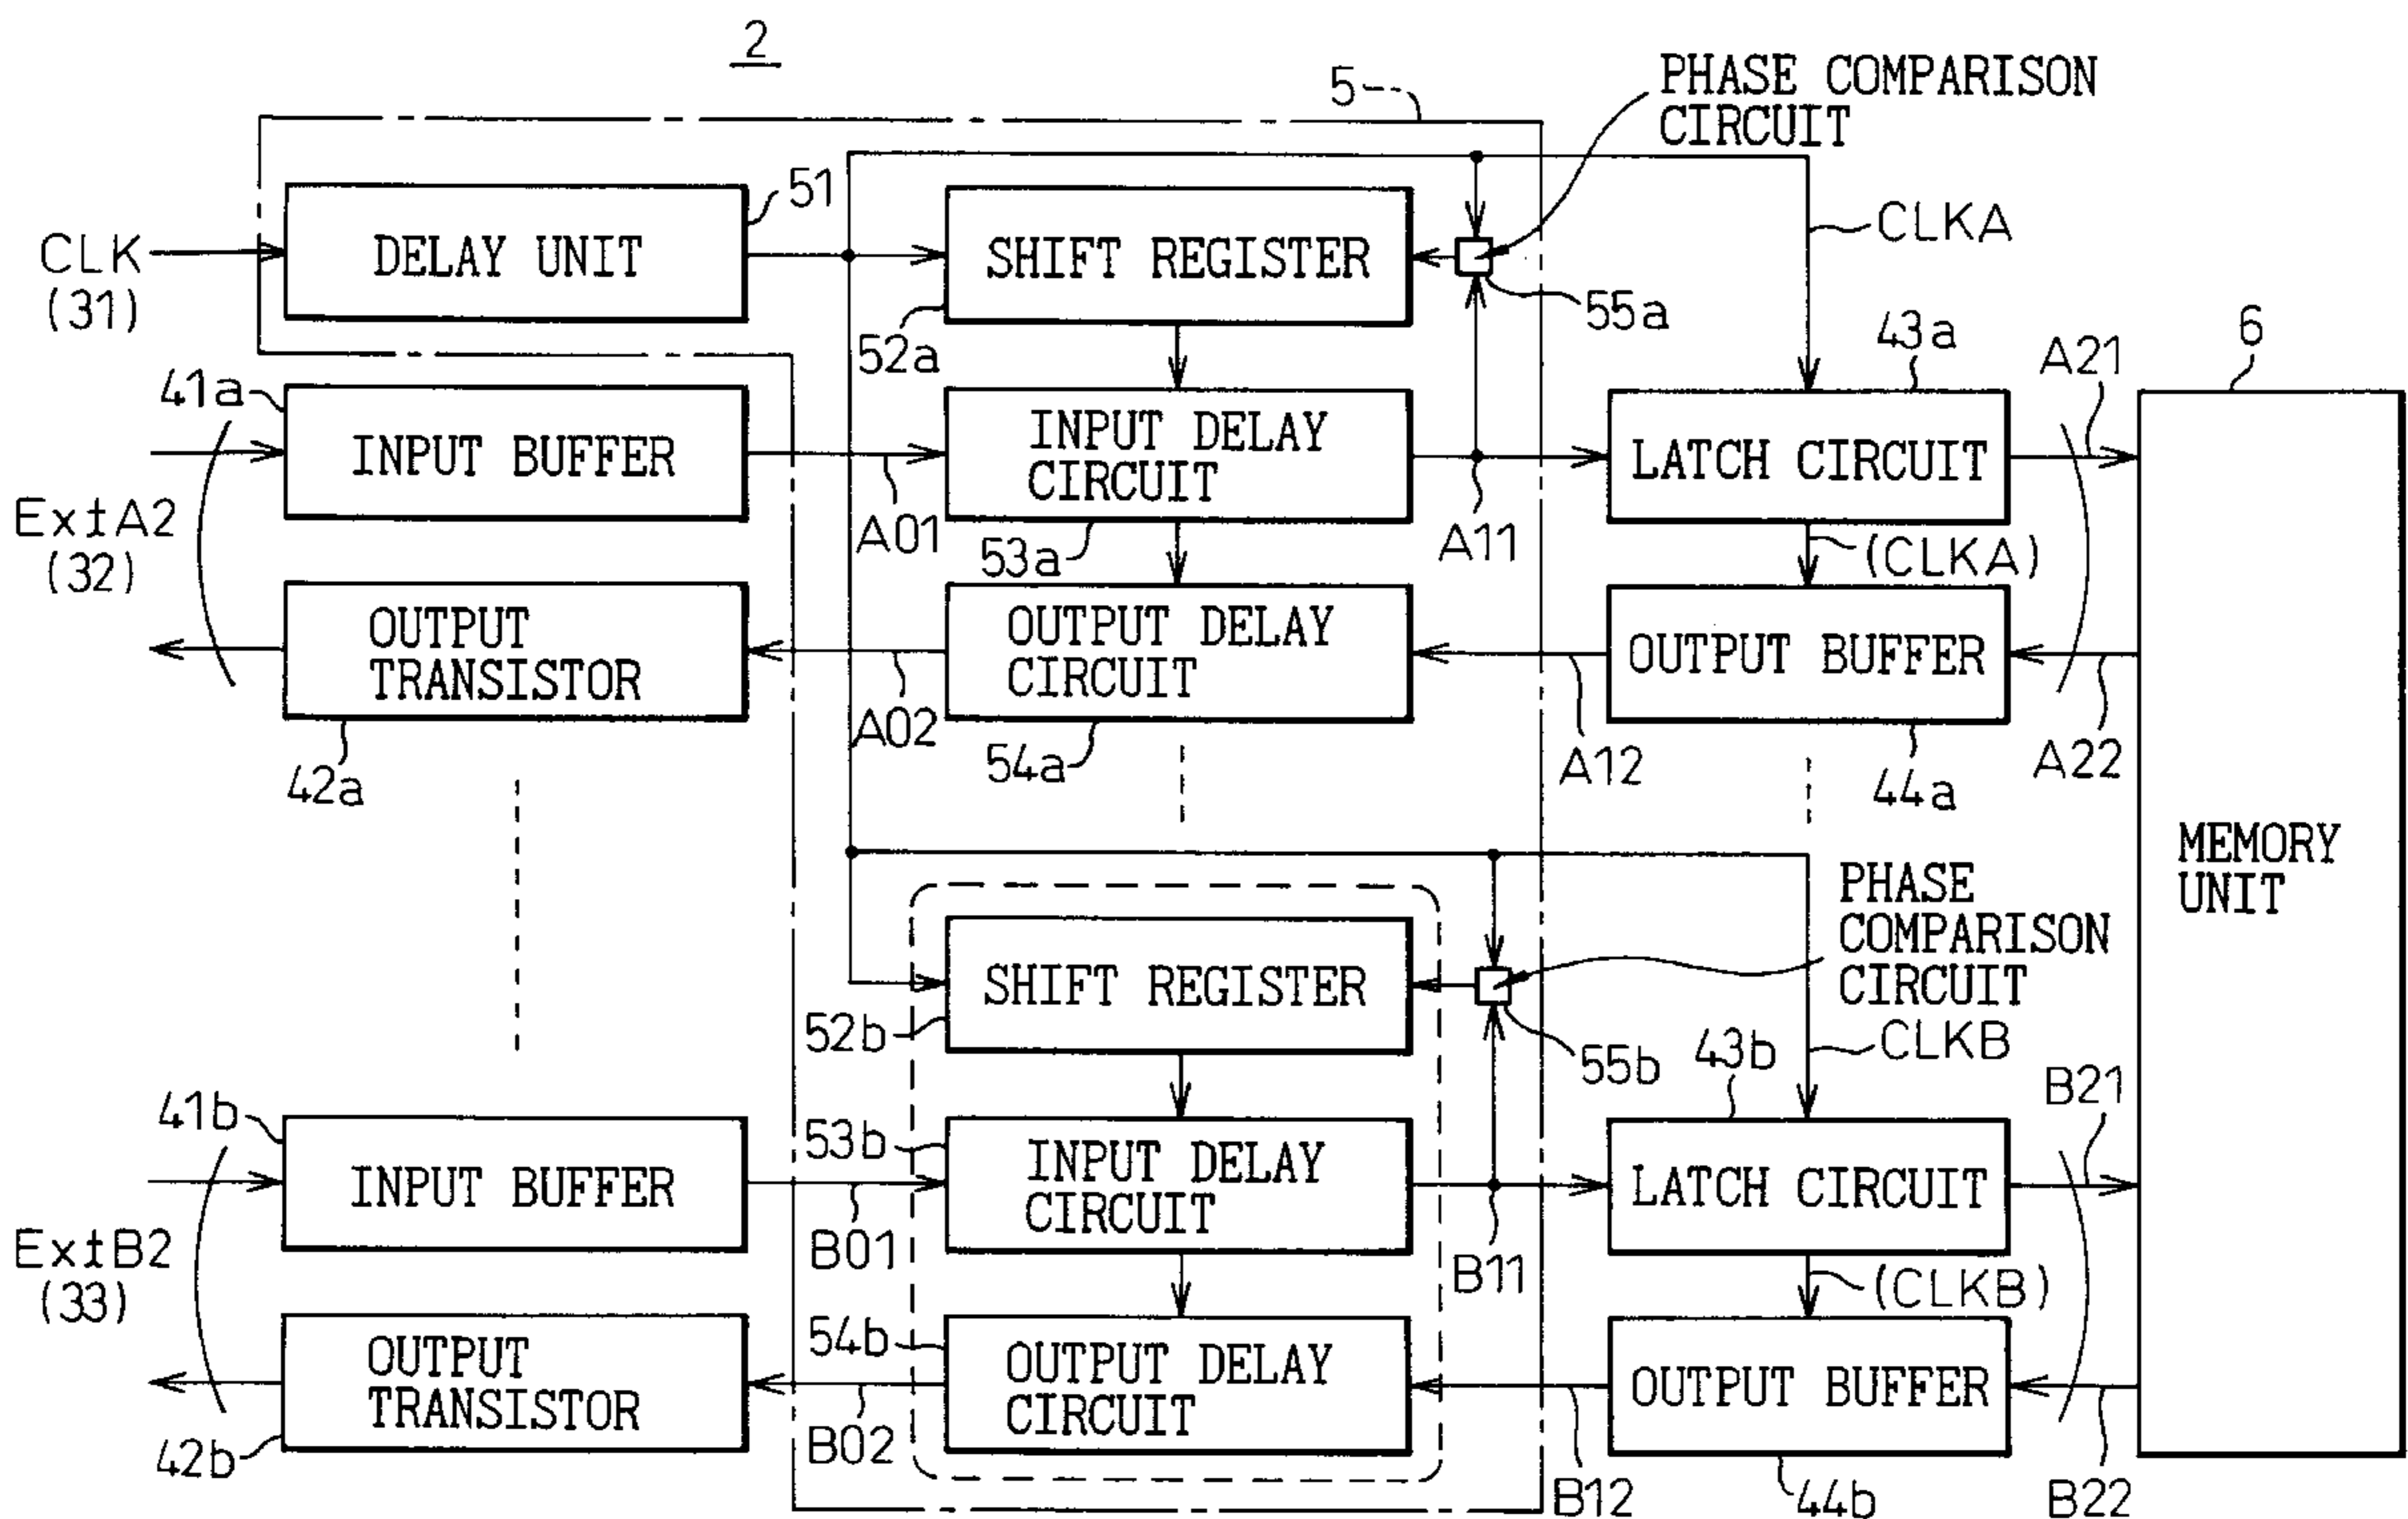 2
5
PHASE COMPARISON
CIRCUIT
51
CLK
(31)
DELAY UNIT
SHIFT REGISTER
CLKA
55a
52a
43a
A21
6
41a
INPUT BUFFER
INPUT DELAY
CIRCUIT
LATCH CIRCUIT
ExtA2
(32)
A01
53a
A11
(CLKA)
OUTPUT
TRANSISTOR
OUTPUT DELAY
CIRCUIT
OUTPUT BUFFER
42a
A02
54a
A12
44a
A22
MEMORY
UNIT
PHASE
COMPARISON
CIRCUIT
SHIFT REGISTER
52b
55b
43b
CLKB
B21
41b
53b
INPUT BUFFER
INPUT DELAY
CIRCUIT
LATCH CIRCUIT
ExtB2
(33)
B01
B11
(CLKB)
54b
OUTPUT
TRANSISTOR
OUTPUT DELAY
CIRCUIT
OUTPUT BUFFER
42b
B02
B12
44b
B22